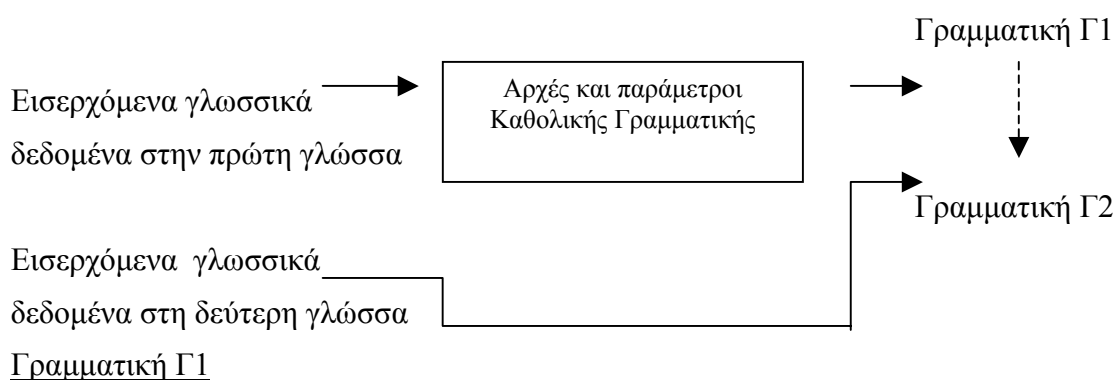 Γραμματική Γ1
Εισερχόμενα γλωσσικά
δεδομένα στην πρώτη γλώσσα
Αρχές και παράμετροι
Καθολικής Γραμματικής
Γραμματική Γ2
Εισερχόμενα γλωσσικά
δεδομένα στη δεύτερη γλώσσα
Γραμματική Γ1